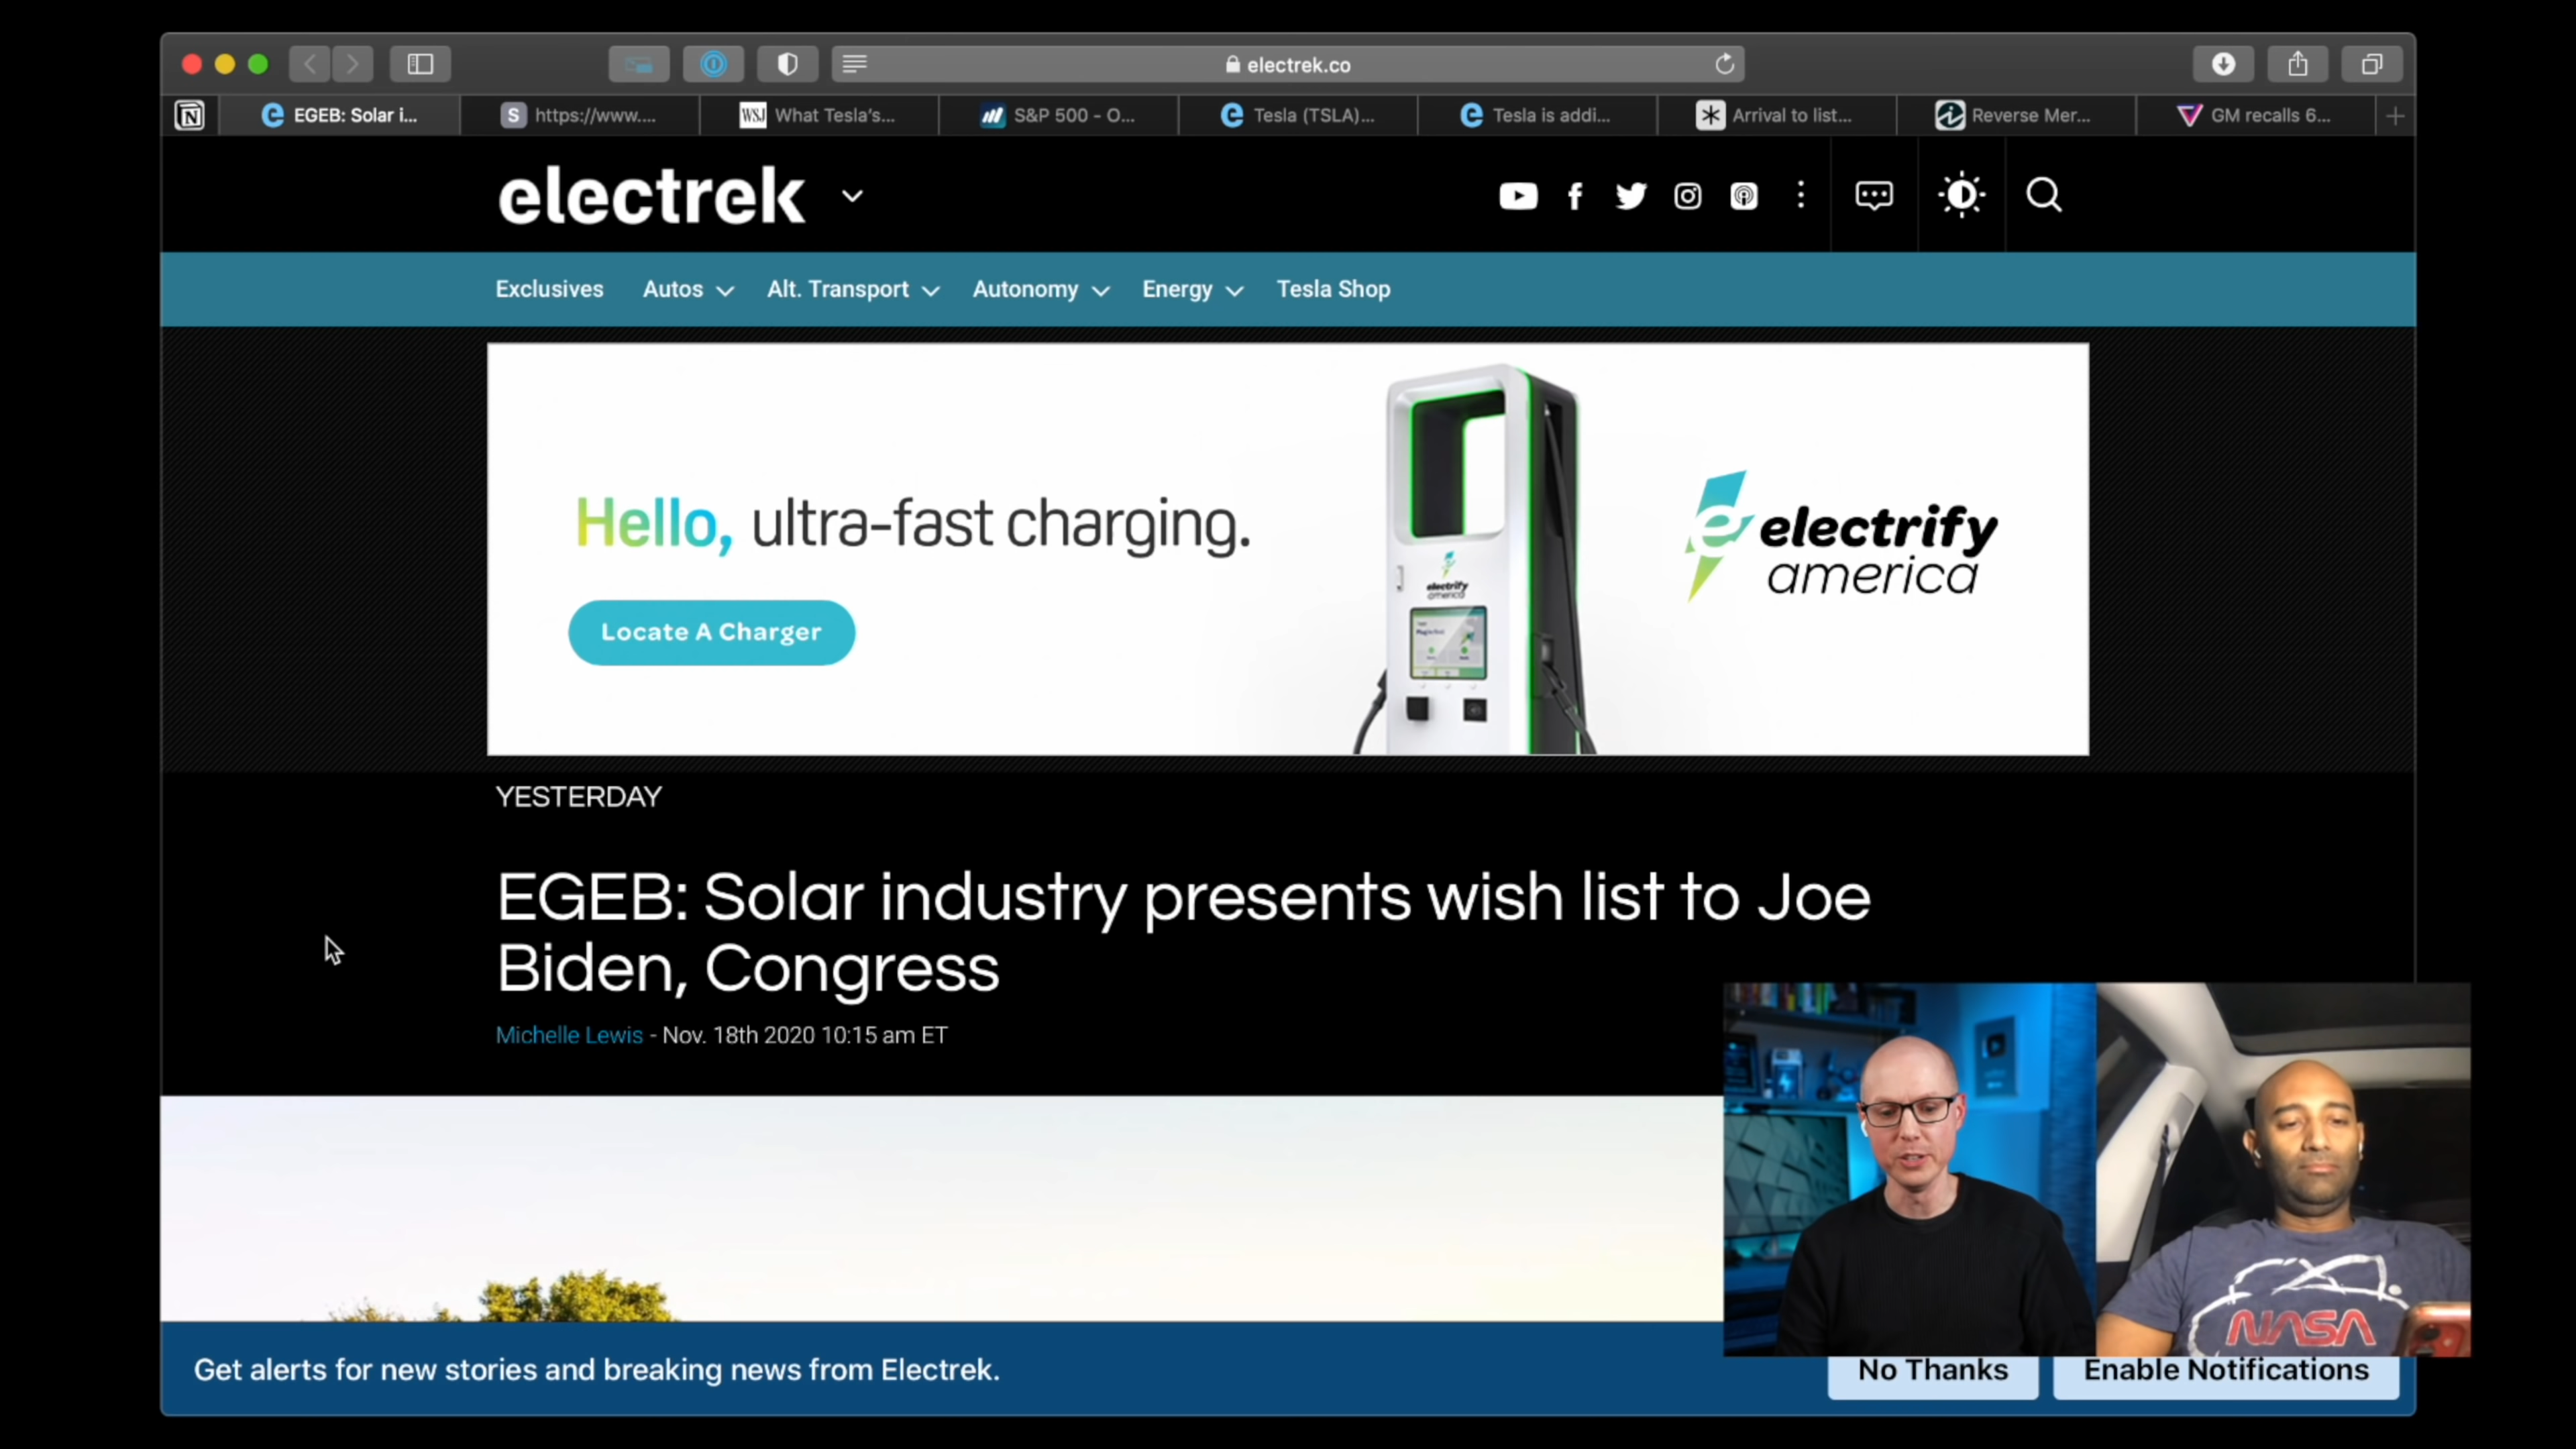 electrek.co
EGEB: Solar i...
S https://www....
WSJ What Tesla's...
S&P 500 - O...
Tesla (TSLA)...
Tesla is addi...
Arrival to list...
Reverse Mer...
GM recalls 6...
electrek
Exclusives Autos Alt. Transport Autonomy Energy Tesla Shop
Hello, ultra-fast charging.
Locate A Charger
electrify
america
electrify
america
YESTERDAY
EGEB: Solar industry presents wish list to Joe
Biden, Congress
Michelle Lewis - Nov. 18th 2020 10:15 am ET
NASA
Get alerts for new stories and breaking news from Electrek.
No Thanks
Enable Notifications